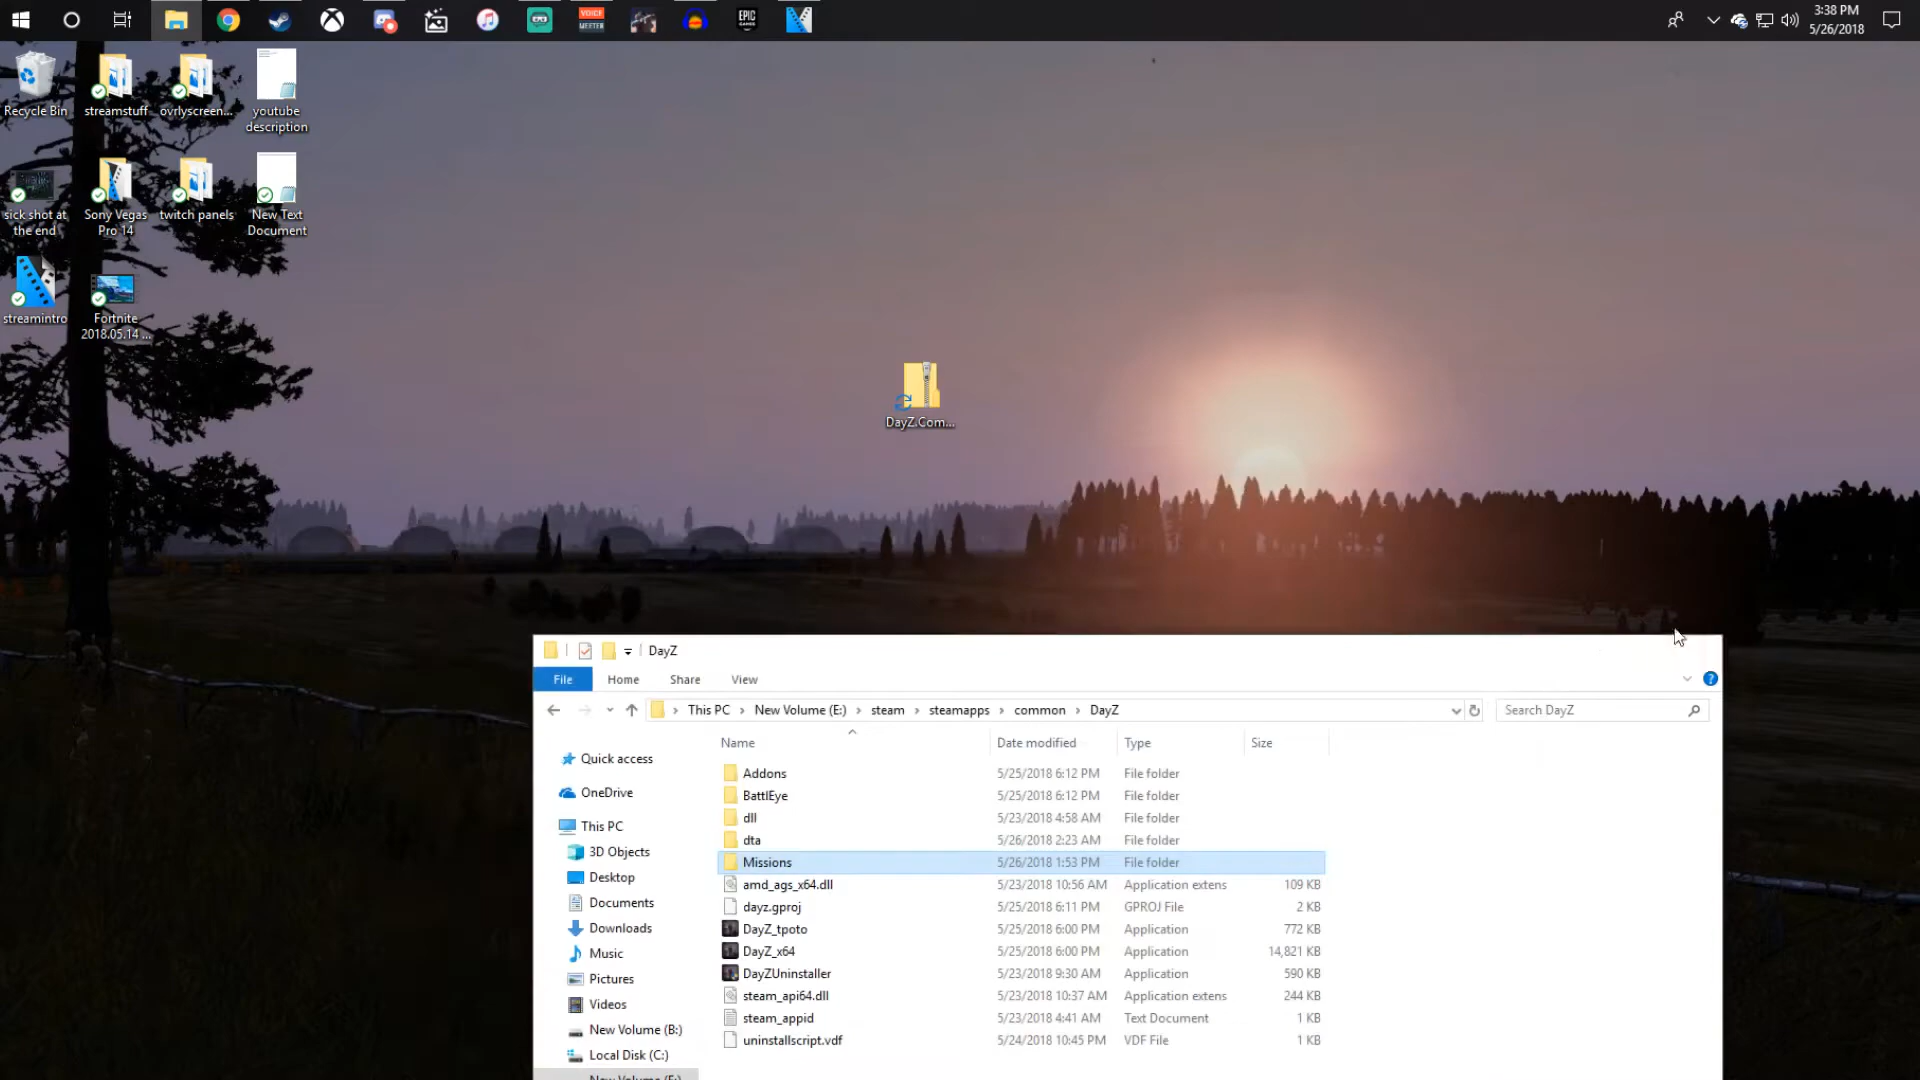 VOICE
MEETER
EPIC
GAMES
3:38 PM
5/26/2018
Recycle Bin
streamstuff
ovrlyscreen...
youtube
description
sick shot at
the end
Sony Vegas
Pro 14
twitch panels
New Text
Document
streamintro
Fortnite
2018.05.14 ...
DayZ.Com...
DayZ
File Home Share View
This PC > New Volume (E:) > steam > steamapps > common > DayZ
Search DayZ
Name Date modified Type Size
Quick access
OneDrive
This PC
3D Objects
Desktop
Documents
Downloads
Music
Pictures
Videos
New Volume (B:)
Local Disk (C:)
New Volume (E:)
Addons 5/25/2018 6:12 PM File folder
BattlEye 5/25/2018 6:12 PM File folder
dll 5/23/2018 4:58 AM File folder
dta 5/26/2018 2:23 AM File folder
Missions 5/26/2018 1:53 PM File folder
amd_ags_x64.dll 5/23/2018 10:56 AM Application extens 109 KB
dayz.gproj 5/25/2018 6:11 PM GPROJ File 2 KB
DayZ_tpoto 5/25/2018 6:00 PM Application 772 KB
DayZ_x64 5/25/2018 6:00 PM Application 14,821 KB
DayZUninstaller 5/23/2018 9:30 AM Application 590 KB
steam_api64.dll 5/23/2018 10:37 AM Application extens 244 KB
steam_appid 5/23/2018 4:41 AM Text Document 1 KB
uninstallscript.vdf 5/24/2018 10:45 PM VDF File 1 KB